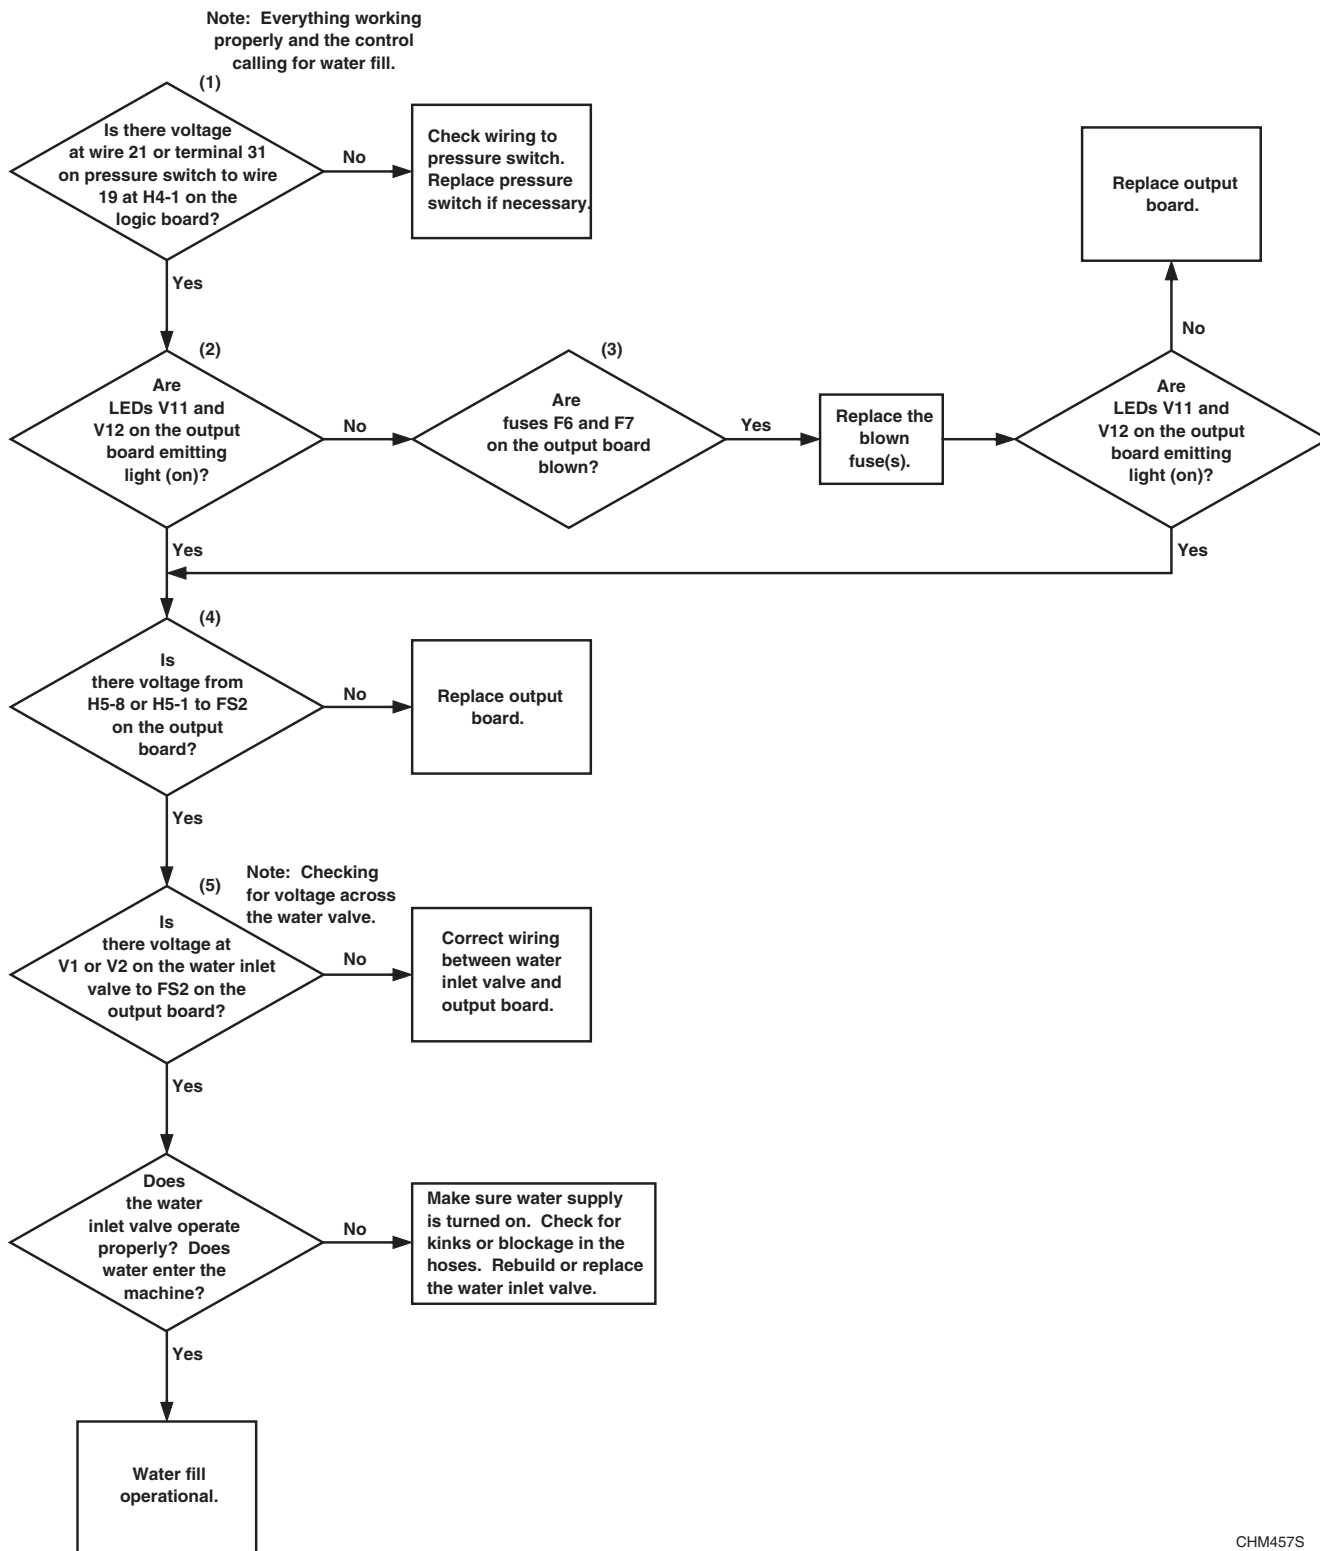 Note: Everything working
properly and the control
calling for water fill.
(1)
Is there voltage
at wire 21 or terminal 31
on pressure switch to wire
19 at H4-1 on the
logic board?
No
Check wiring to
pressure switch.
Replace pressure
switch if necessary.
Yes
Replace output
board.
No
(2)
Are
LEDs V11 and
V12 on the output
board emitting
light (on)?
No
(3)
Are
fuses F6 and F7
on the output board
blown?
Yes
Replace the
blown
fuse(s).
Are
LEDs V11 and
V12 on the output
board emitting
light (on)?
Yes
Yes
(4)
Is
there voltage from
H5-8 or H5-1 to FS2
on the output
board?
No
Replace output
board.
Yes
(5)
Note: Checking
for voltage across
the water valve.
Is
there voltage at
V1 or V2 on the water inlet
valve to FS2 on the
output board?
No
Correct wiring
between water
inlet valve and
output board.
Yes
Does
the water
inlet valve operate
properly? Does
water enter the
machine?
No
Make sure water supply
is turned on. Check for
kinks or blockage in the
hoses. Rebuild or replace
the water inlet valve.
Yes
Water fill
operational.
CHM457S